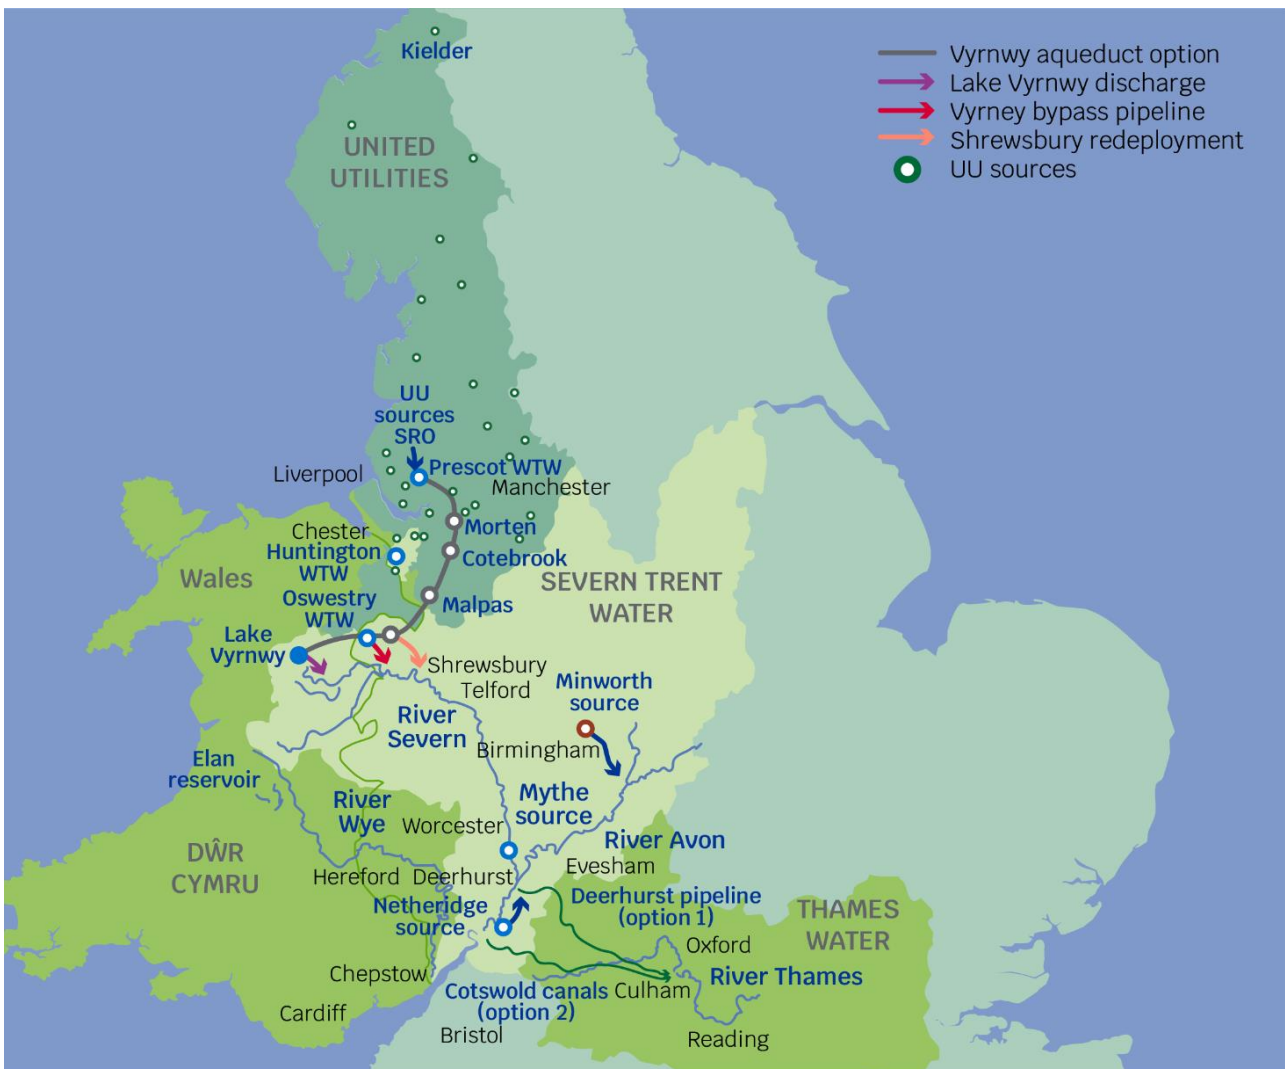 Kielder
Vyrnwy aqueduct option
Lake Vyrnwy discharge
Vyrney bypass pipeline
Shrewsbury redeployment
UU sources
UNITED
UTILITIES
UU
sources
SRO
Liverpool
Prescot WTW
Manchester
Morten
Chester
Huntington
WTW
Cotebrook
Wales
Oswestry
WTW
Malpas
SEVERN TRENT
WATER
Lake
Vyrnwy
Shrewsbury
Telford
Minworth
source
River
Severn
Birmingham
Elan
reservoir
River
Wye
Mythe
source
Worcester
River Avon
DŴR
CYMRU
Hereford
Deerhurst
Evesham
Netheridge
source
Deerhurst pipeline
(option 1)
THAMES
WATER
Oxford
Chepstow
River Thames
Cotswold canals
(option 2)
Culham
Cardiff
Bristol
Reading